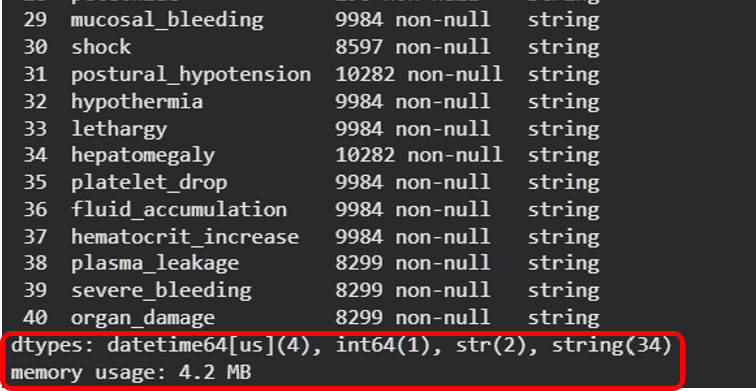 29 mucosal_bleeding 9984 non-null string
30 shock 8597 non-null string
31 postural_hypotension 10282 non-null string
32 hypothermia 9984 non-null string
33 lethargy 9984 non-null string
34 hepatomegaly 10282 non-null string
35 platelet_drop 9984 non-null string
36 fluid_accumulation 9984 non-null string
37 hematocrit_increase 9984 non-null string
38 plasma_leakage 8299 non-null string
39 severe_bleeding 8299 non-null string
40 organ_damage 8299 non-null string
dtypes: datetime64[us](4), int64(1), str(2), string(34)
memory usage: 4.2 MB